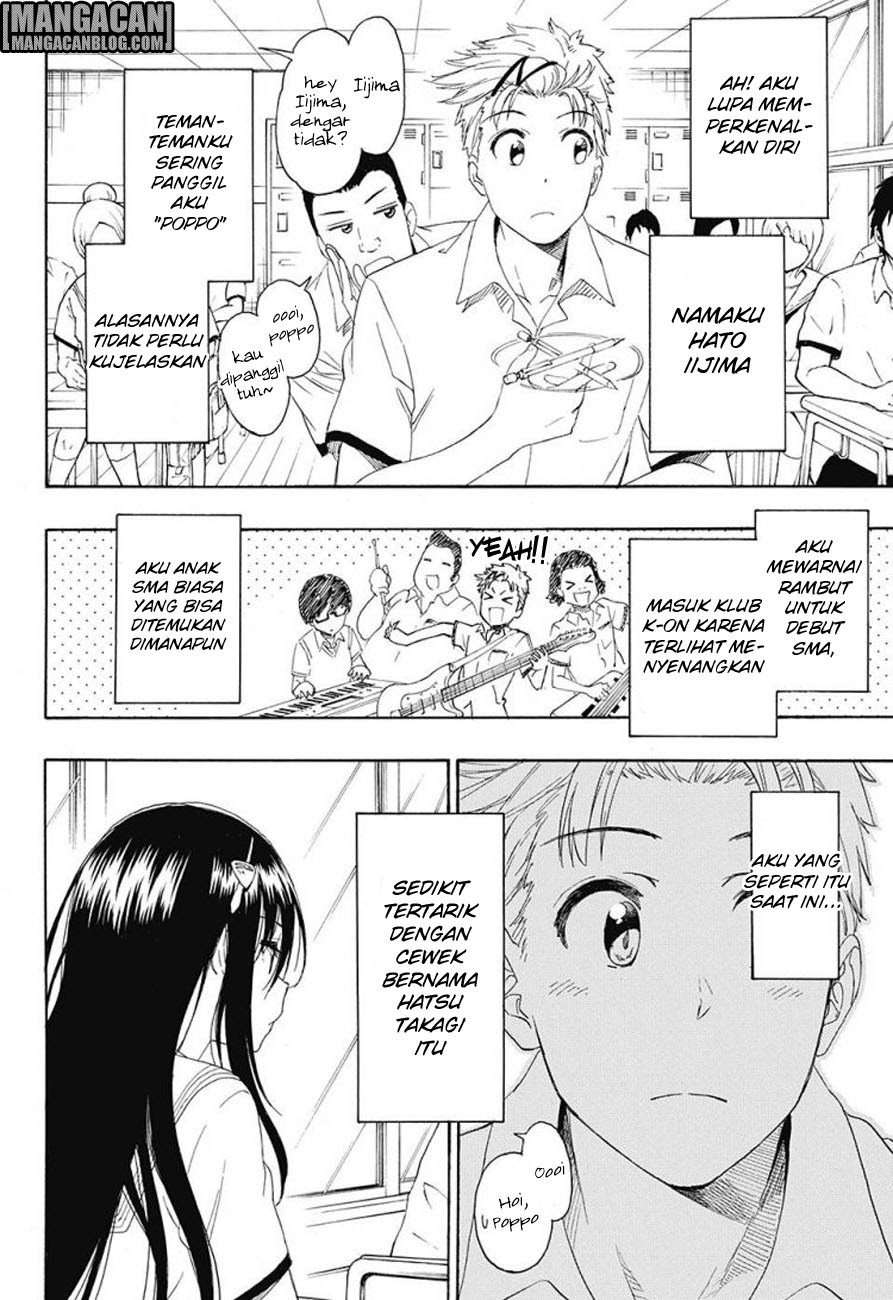 MANGACAN
MANGACANBLOG.COM
AH! AKU
LUPA MEM-
PERKENAL-
KAN DIRI
NAMAKU
HATO
IIJIMA
Iijima
hey
Iijima,
dengar
tidak?
TEMAN-
TEMANKU
SERING
PANGGIL
AKU
"POPPO"
ALASANNYA
TIDAK PERLU
KUJELASKAN
oooi,
poppo
kau
dipanggil
tuh~
AKU
MEWARNAI
RAMBUT
UNTUK
DEBUT
SMA,
MASUK KLUB
K-ON KARENA
TERLIHAT ME-
NYENANGKAN
YEAH!!
AKU ANAK
SMA BIASA
YANG BISA
DITEMUKAN
DIMANAPUN
AKU YANG
SEPERTI ITU
SAAT INI...
Oooi
Hoi,
Poppo
SEDIKIT
TERTARIK
DENGAN
CEWEK
BERNAMA
HATSU
TAKAGI
ITU